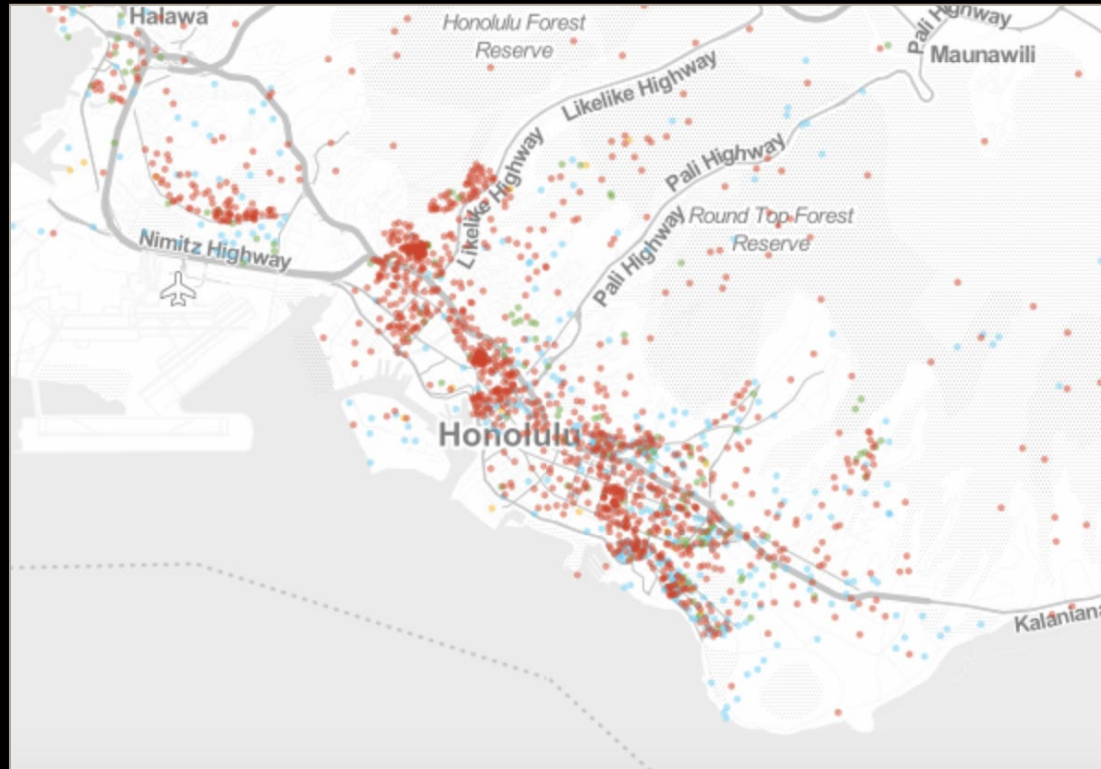 Halawa
Honolulu Forest
Reserve
Pali Highway
Maunawili
Likelike Highway
Likelike Highway
Pali Highway
Pali Highway
Round Top Forest
Reserve
Nimitz Highway
Honolulu